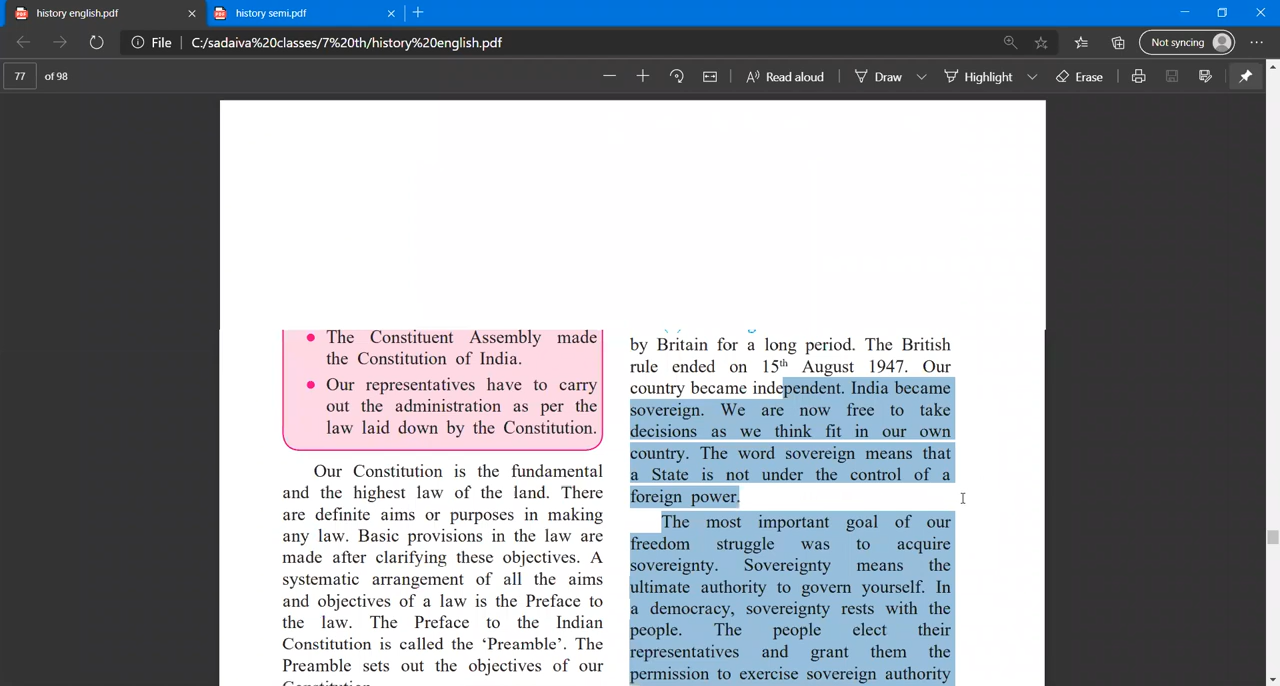 history english.pdf
history semi.pdf
File
C:/sadaiva%20classes/7%20th/history%20english.pdf
Not syncing
77 of 98
Read aloud
Draw
Highlight
Erase
• The Constituent Assembly made
the Constitution of India.
• Our representatives have to carry
out the administration as per the
law laid down by the Constitution.
Our Constitution is the fundamental
and the highest law of the land. There
are definite aims or purposes in making
any law. Basic provisions in the law are
made after clarifying these objectives. A
systematic arrangement of all the aims
and objectives of a law is the Preface to
the law. The Preface to the Indian
Constitution is called the ‘Preamble’. The
Preamble sets out the objectives of our
Constitution.
by Britain for a long period. The British
rule ended on 15th August 1947. Our
country became independent. India became
sovereign. We are now free to take
decisions as we think fit in our own
country. The word sovereign means that
a State is not under the control of a
foreign power.
The most important goal of our
freedom struggle was to acquire
sovereignty. Sovereignty means the
ultimate authority to govern yourself. In
a democracy, sovereignty rests with the
people. The people elect their
representatives and grant them the
permission to exercise sovereign authority